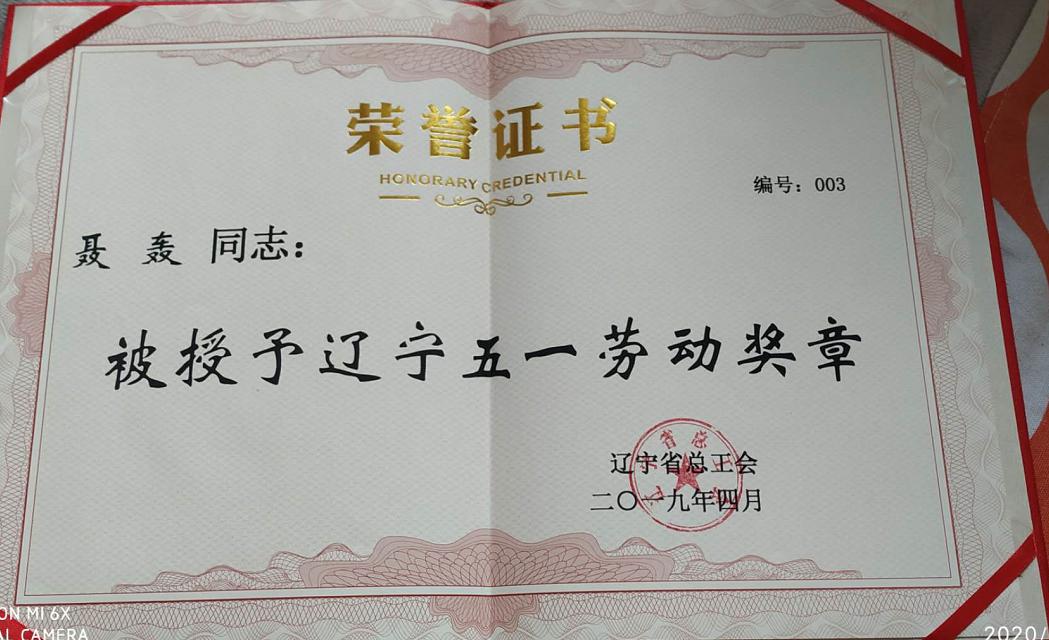 荣誉证书
HONORARY CREDENTIAL
编号：003
聂 轰 同志：
被授予辽宁五一劳动奖章
辽宁省总工会
二〇一九年四月
ON MI 6X
AL CAMERA
2020/